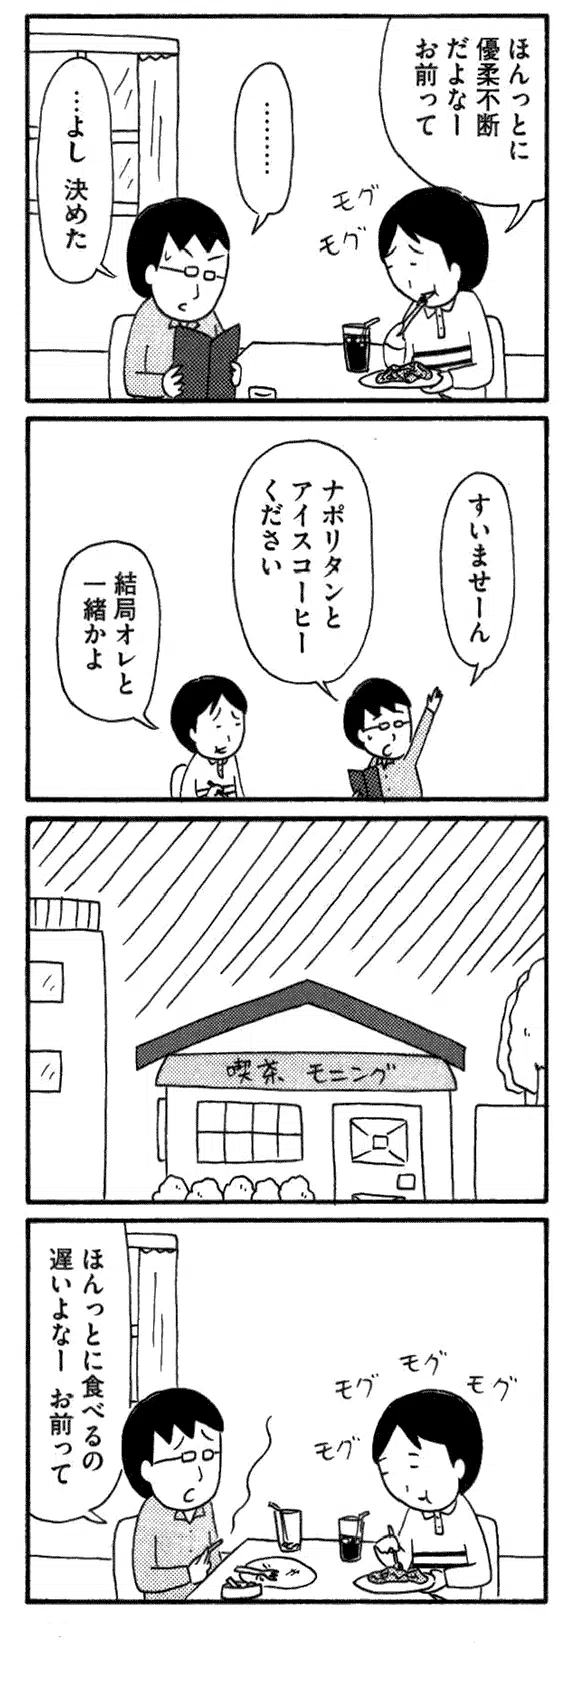 ほんっとに
優柔不断
だよなー
お前って
モグ
モグ
………
…よし 決めた
すいませーん
ナポリタンと
アイスコーヒー
ください
結局オレと
一緒かよ
喫茶 モニング
モグ
モグ
モグ
モグ
ほんっとに食べるの
遅いよなー お前って